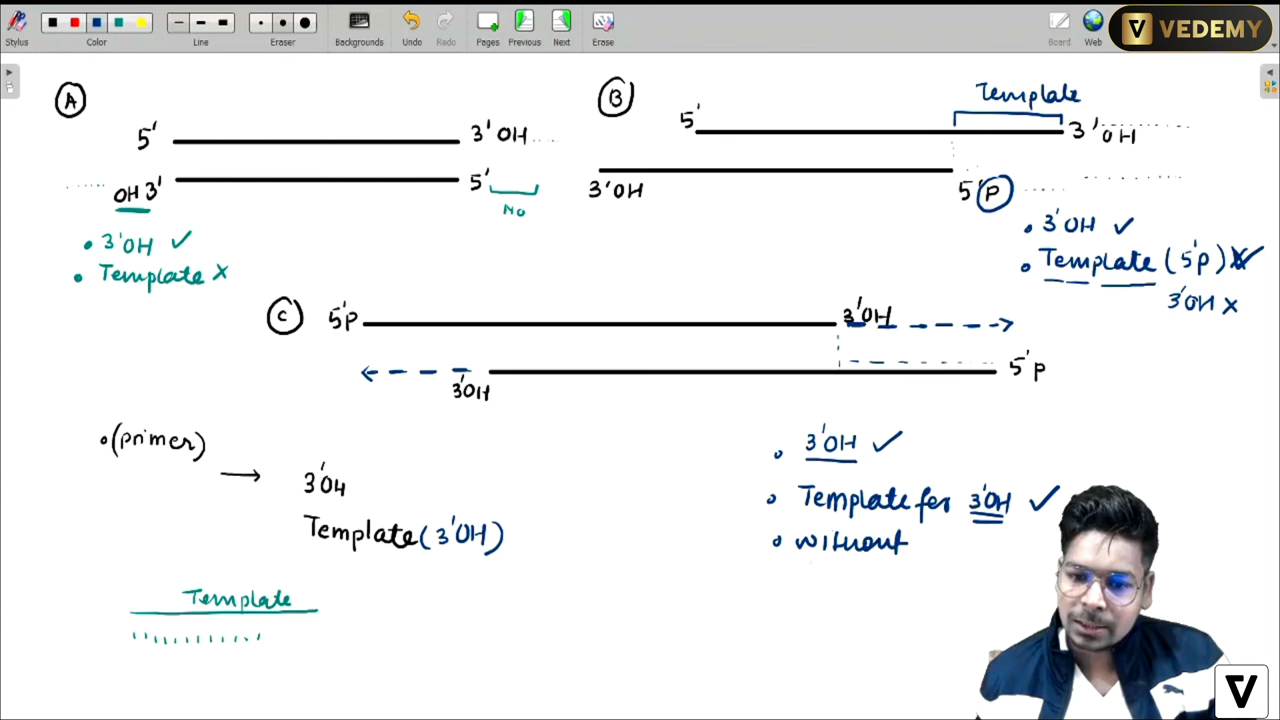 Stylus
Color
Line
Eraser
Backgrounds
Undo
Redo
Pages
Previous
Next
Erase
Board
Web
V VEDEMY
A
5'
3'OH
OH 3'
5'
No
• 3'OH ✓
• Template x
B
Template
5'
3'OH
3'OH
5'P
• 3'OH ✓
• Template (5'P) ✓
3'OH x
C
5'P
3'OH
3'OH
5'P
• (primer)
→ 3'OH
Template (3'OH)
Template
• 3'OH ✓
• Template for 3'OH ✓
• without
V